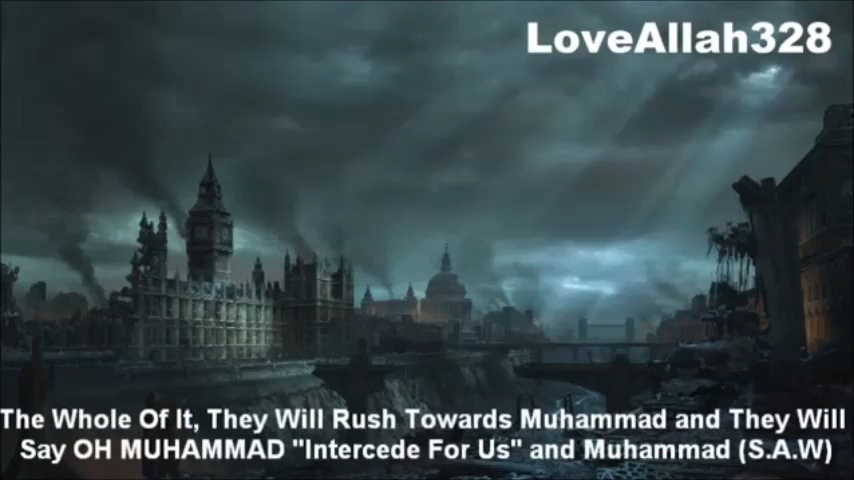 LoveAllah328
The Whole Of It, They Will Rush Towards Muhammad and They Will
Say OH MUHAMMAD "Intercede For Us" and Muhammad (S.A.W)